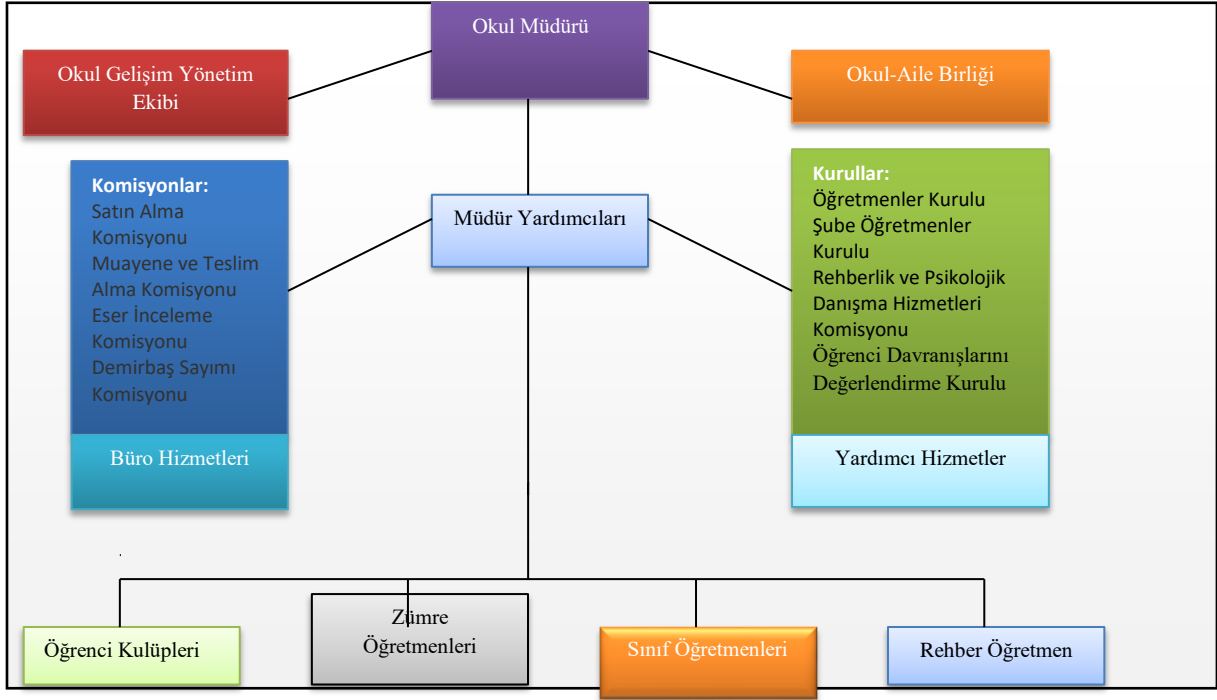 Okul Müdürü
Okul Gelişim Yönetim
Ekibi
Okul-Aile Birliği
Komisyonlar:
Satın Alma
Komisyonu
Muayene ve Teslim
Alma Komisyonu
Eser İnceleme
Komisyonu
Demirbaş Sayımı
Komisyonu
Müdür Yardımcıları
Kurullar:
Öğretmenler Kurulu
Şube Öğretmenler
Kurulu
Rehberlik ve Psikolojik
Danışma Hizmetleri
Komisyonu
Öğrenci Davranışlarını
Değerlendirme Kurulu
Büro Hizmetleri
Yardımcı Hizmetler
.
Öğrenci Kulüpleri
Zümre
Öğretmenleri
Sınıf Öğretmenleri
Rehber Öğretmen